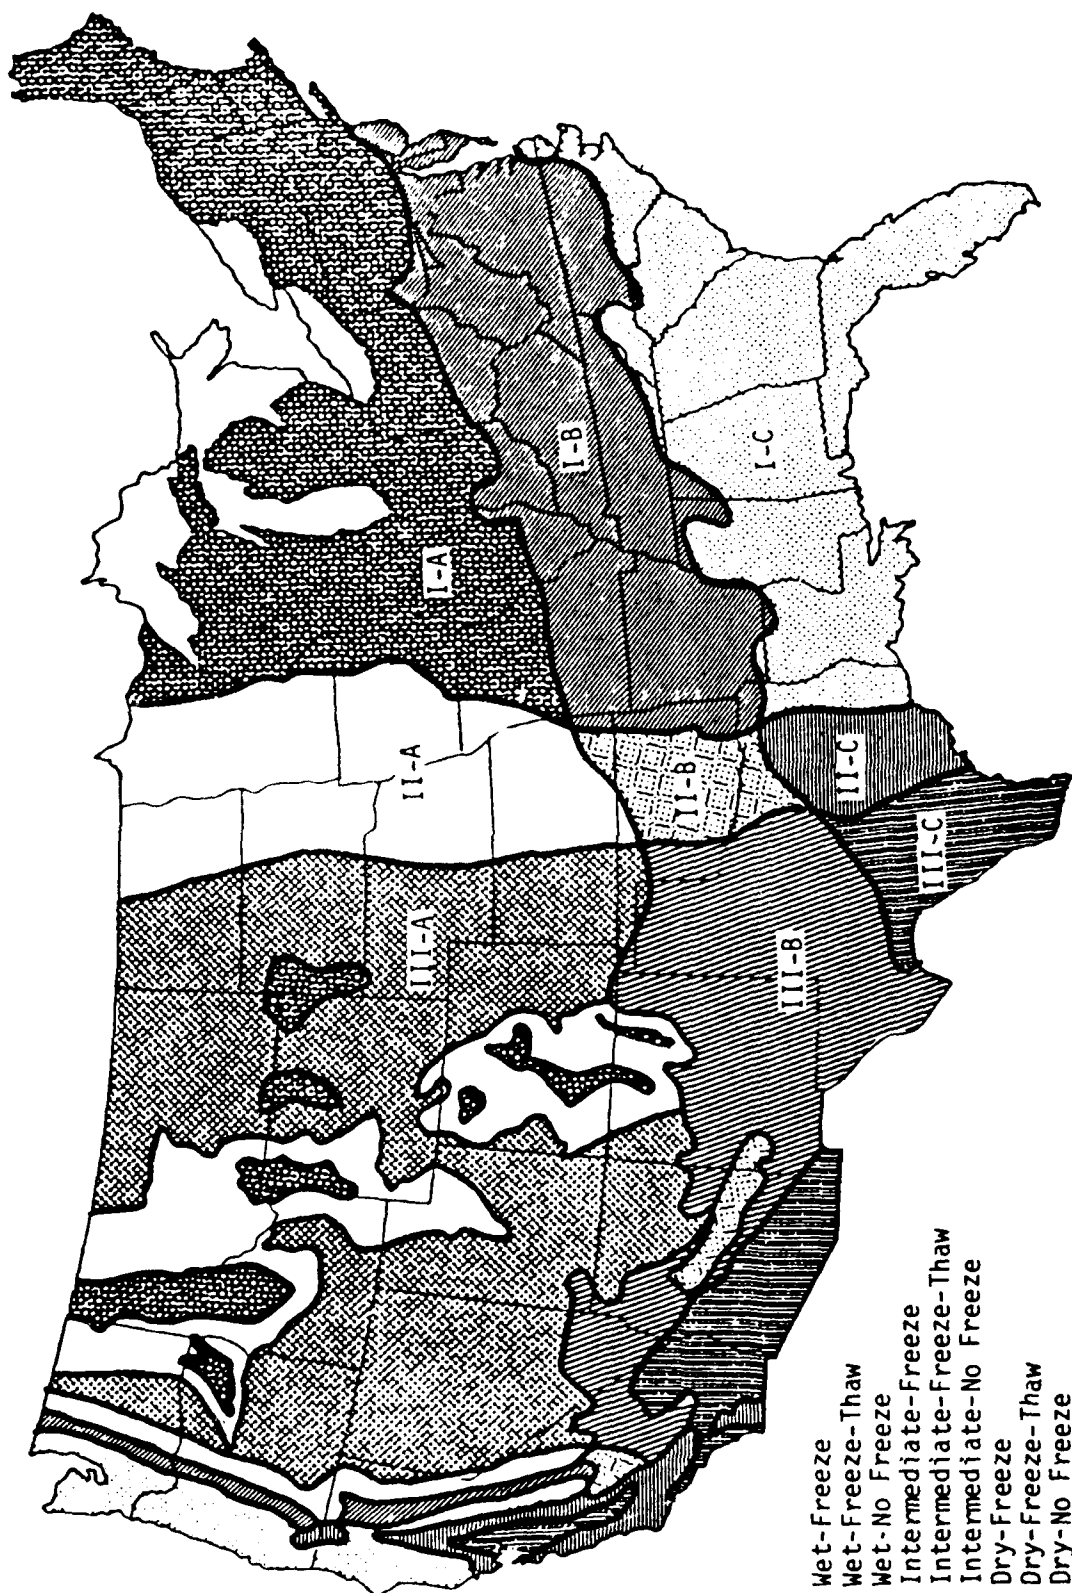 I-A
I-B
I-C
II-A
II-B
II-C
III-A
III-B
III-C
Wet-Freeze
Wet-Freeze-Thaw
Wet-No Freeze
Intermediate-Freeze
Intermediate-Freeze-Thaw
Intermediate-No Freeze
Dry-Freeze
Dry-Freeze-Thaw
Dry-No Freeze